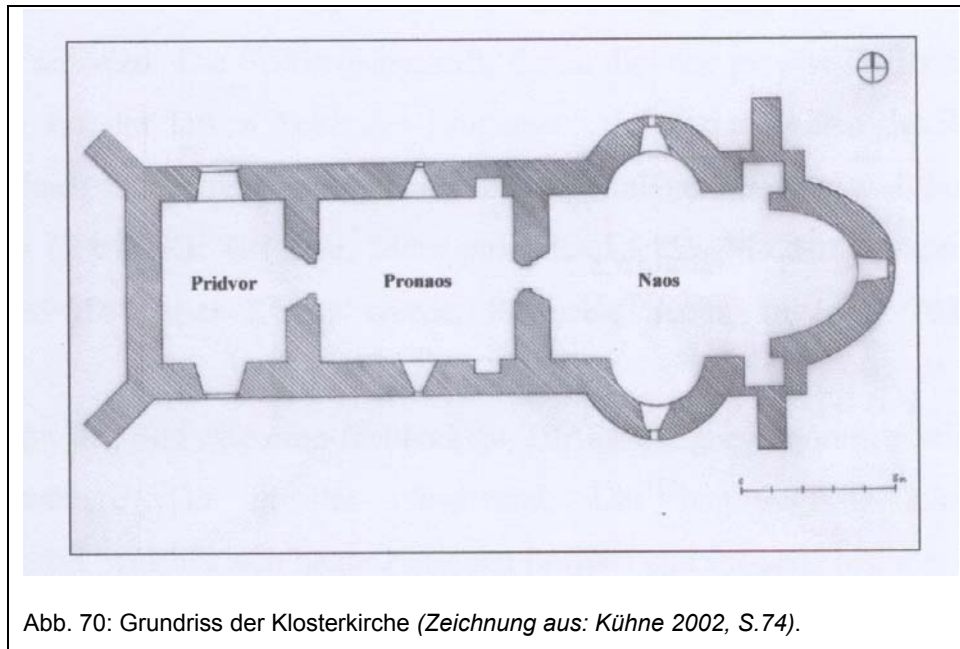 Pridvor
Pronaos
Naos
0
5m
Abb. 70: Grundriss der Klosterkirche (Zeichnung aus: Kühne 2002, S.74).